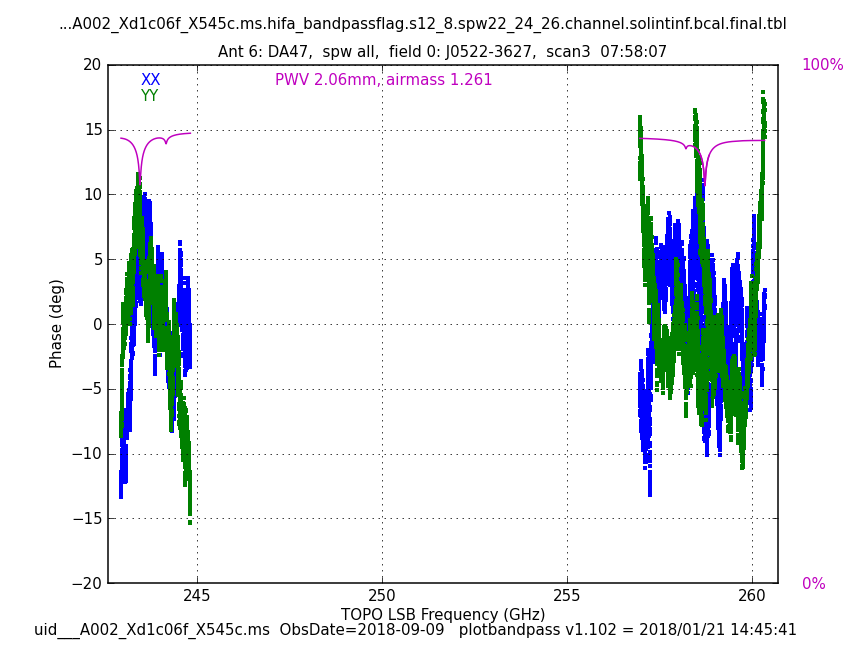 ...A002_Xd1c06f_X545c.ms.hifa_bandpassflag.s12_8.spw22_24_26.channel.solintinf.bcal.final.tbl
Ant 6: DA47, spw all, field 0: J0522-3627, scan3 07:58:07
20
100%
XX
PWV 2.06mm, airmass 1.261
YY
15
10
5
Phase (deg)
0
−5
−10
−15
−20
0%
245
250
255
260
TOPO LSB Frequency (GHz)
uid___A002_Xd1c06f_X545c.ms ObsDate=2018-09-09 plotbandpass v1.102 = 2018/01/21 14:45:41